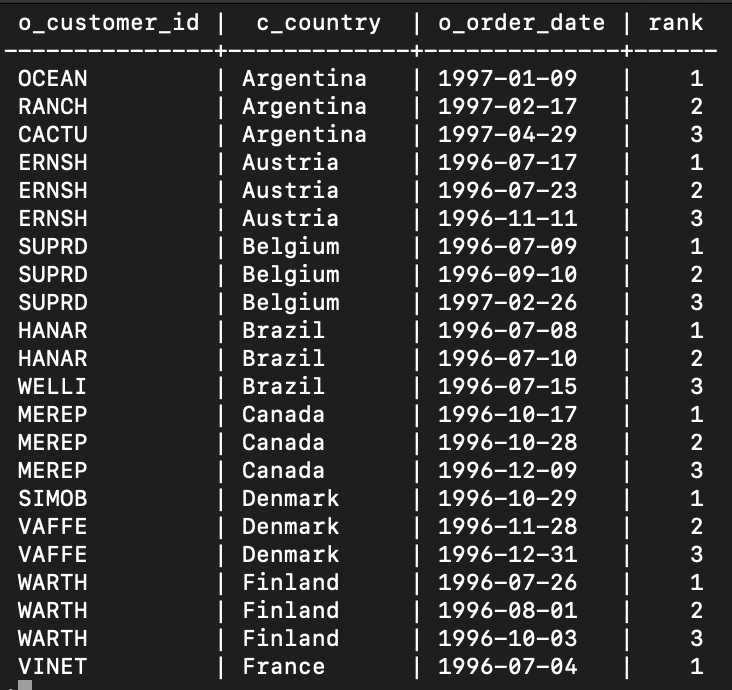 o_customer_id | c_country | o_order_date | rank
---------------+-------------+--------------+------
OCEAN | Argentina | 1997-01-09 | 1
RANCH | Argentina | 1997-02-17 | 2
CACTU | Argentina | 1997-04-29 | 3
ERNSH | Austria | 1996-07-17 | 1
ERNSH | Austria | 1996-07-23 | 2
ERNSH | Austria | 1996-11-11 | 3
SUPRD | Belgium | 1996-07-09 | 1
SUPRD | Belgium | 1996-09-10 | 2
SUPRD | Belgium | 1997-02-26 | 3
HANAR | Brazil | 1996-07-08 | 1
HANAR | Brazil | 1996-07-10 | 2
WELLI | Brazil | 1996-07-15 | 3
MEREP | Canada | 1996-10-17 | 1
MEREP | Canada | 1996-10-28 | 2
MEREP | Canada | 1996-12-09 | 3
SIMOB | Denmark | 1996-10-29 | 1
VAFFE | Denmark | 1996-11-28 | 2
VAFFE | Denmark | 1996-12-31 | 3
WARTH | Finland | 1996-07-26 | 1
WARTH | Finland | 1996-08-01 | 2
WARTH | Finland | 1996-10-03 | 3
VINET | France | 1996-07-04 | 1